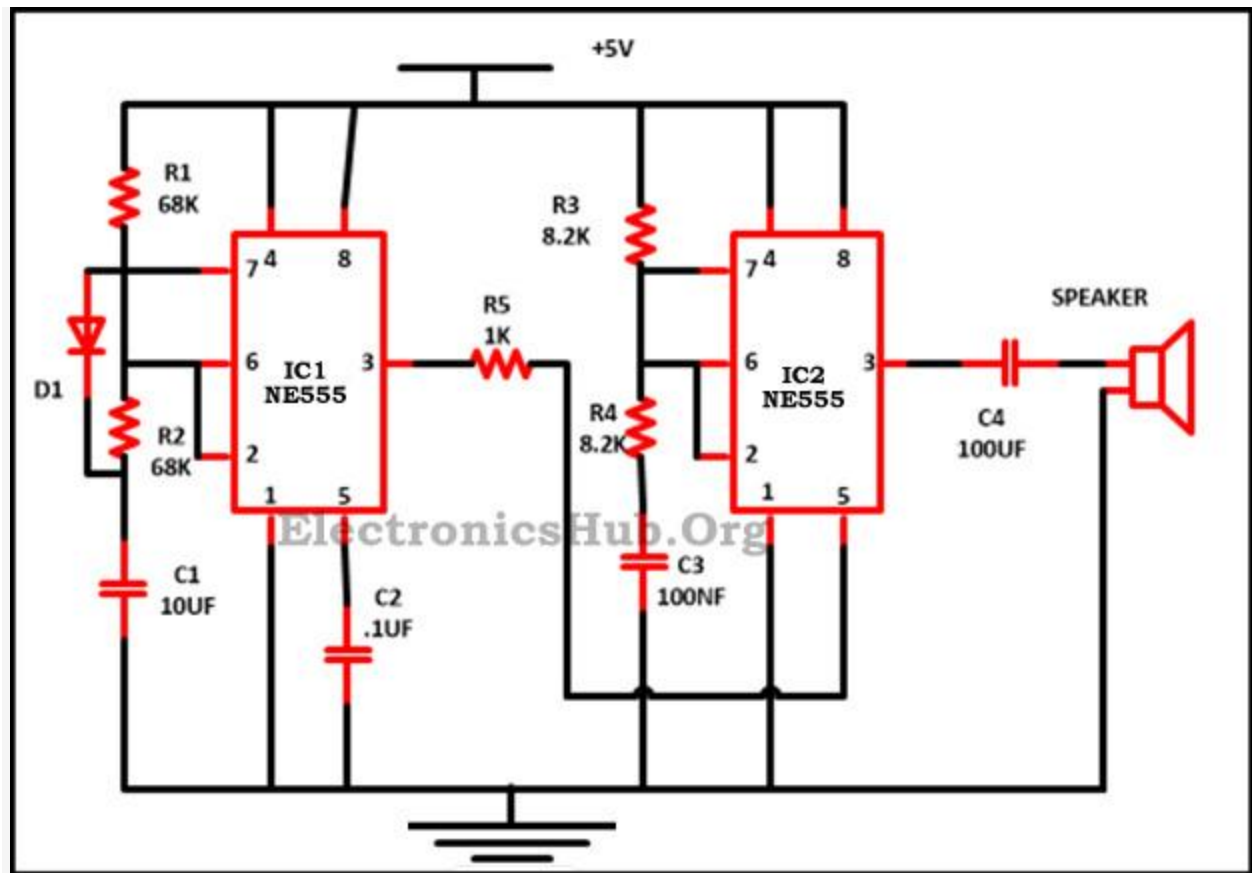 +5V
R1
68K
R3
8.2K
4
8
4
8
7
7
SPEAKER
R5
1K
D1
6
IC1
NE555
3
6
IC2
NE555
3
R2
68K
R4
8.2K
C4
100UF
2
2
1
5
1
5
ElectronicsHub.Org
C1
10UF
C2
.1UF
C3
100NF